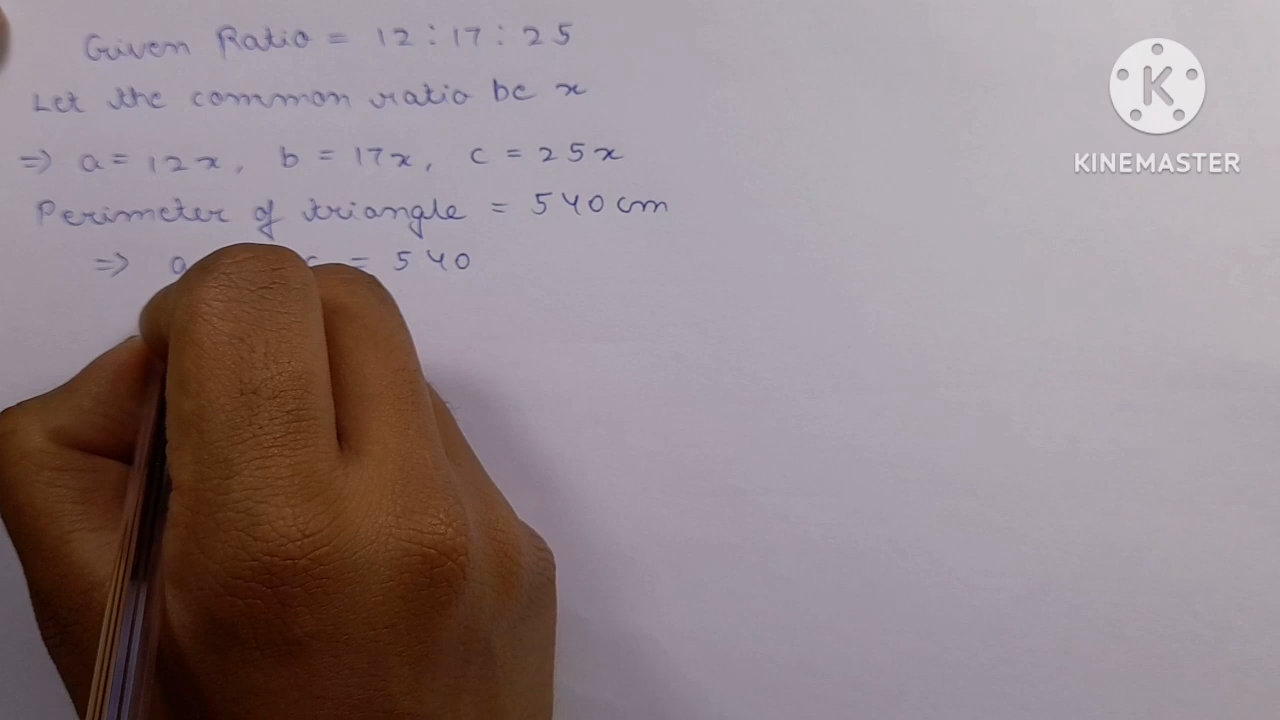 Given Ratio = 12 : 17 : 25
Let the common ratio be x
⇒ a = 12x, b = 17x, c = 25x
Perimeter of triangle = 540 cm
⇒ a c = 540
K
KINEMASTER